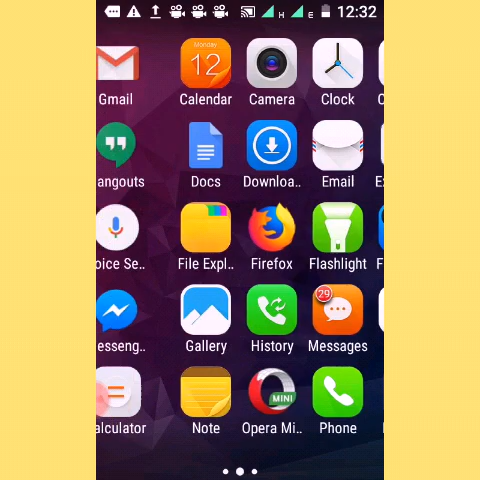 H E 12:32
Monday
12
Gmail Calendar Camera Clock
angouts Docs Downloa.. Email
oice Se.. File Expl.. Firefox Flashlight F
29
esseng.. Gallery History Messages
MINI
alculator Note Opera Mi.. Phone